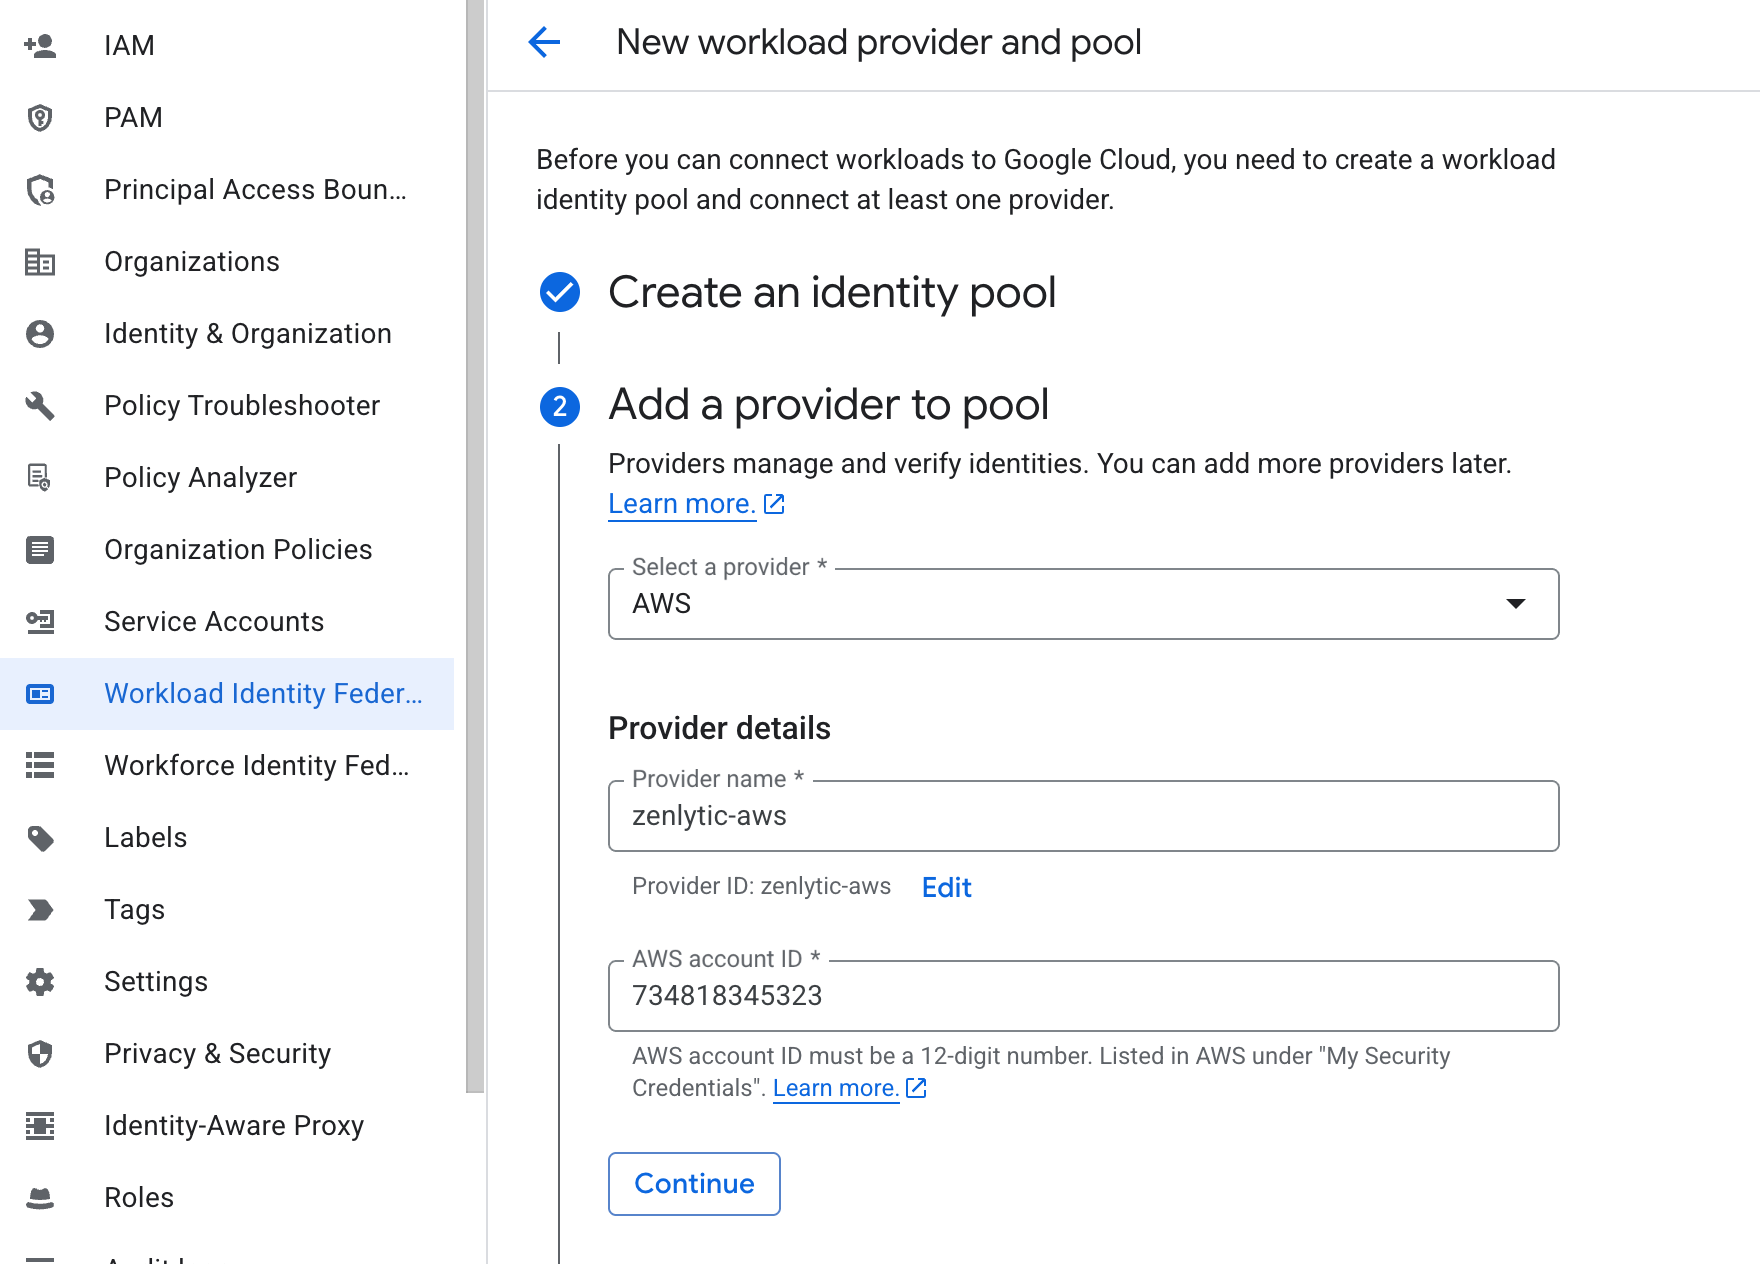 IAM
PAM
Principal Access Boun...
Organizations
Identity & Organization
Policy Troubleshooter
Policy Analyzer
Organization Policies
Service Accounts
Workload Identity Feder...
Workforce Identity Fed...
Labels
Tags
Settings
Privacy & Security
Identity-Aware Proxy
Roles
New workload provider and pool
Before you can connect workloads to Google Cloud, you need to create a workload
identity pool and connect at least one provider.
Create an identity pool
2
Add a provider to pool
Providers manage and verify identities. You can add more providers later.
Learn more.
Select a provider *
AWS
Provider details
Provider name *
zenlytic-aws
Provider ID: zenlytic-aws Edit
AWS account ID *
734818345323
AWS account ID must be a 12-digit number. Listed in AWS under "My Security
Credentials". Learn more.
Continue